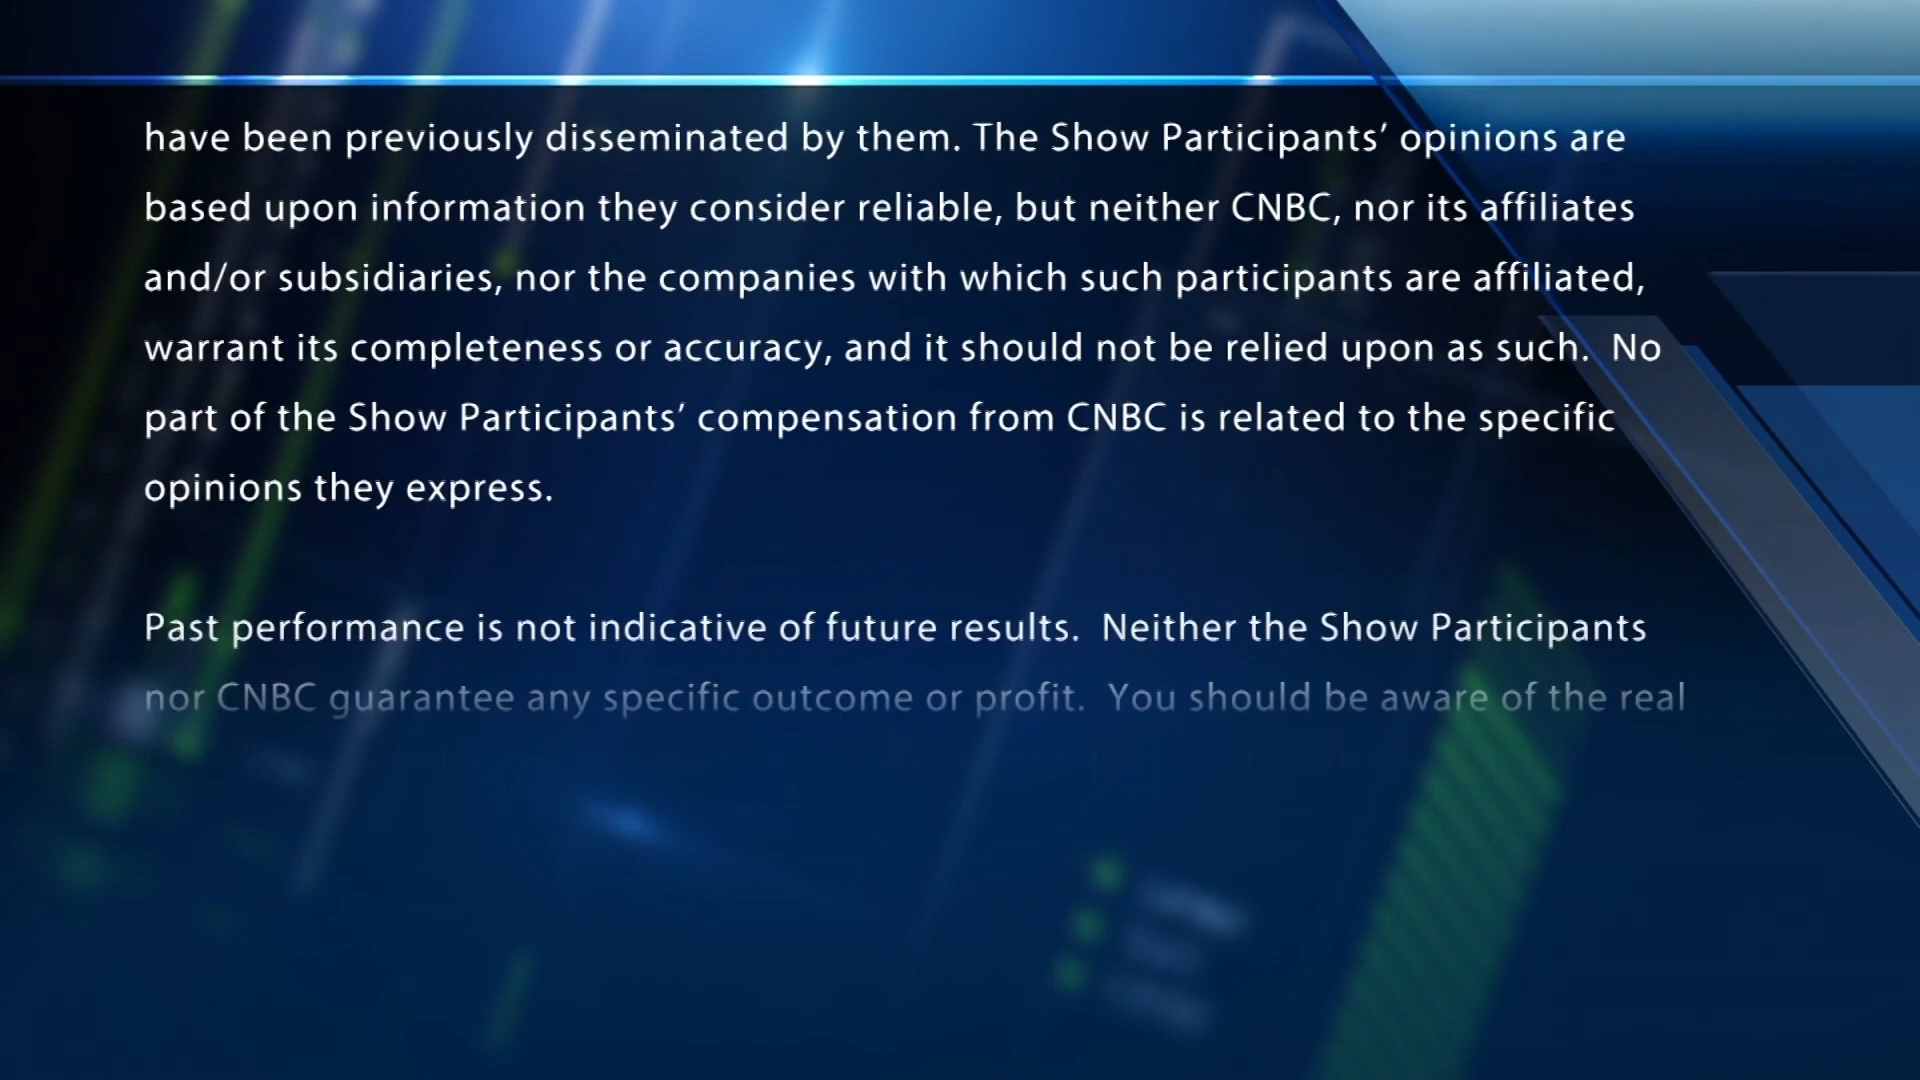 have been previously disseminated by them. The Show Participants’ opinions are
based upon information they consider reliable, but neither CNBC, nor its affiliates
and/or subsidiaries, nor the companies with which such participants are affiliated,
warrant its completeness or accuracy, and it should not be relied upon as such.  No
part of the Show Participants’ compensation from CNBC is related to the specific
opinions they express.
Past performance is not indicative of future results.  Neither the Show Participants
nor CNBC guarantee any specific outcome or profit.  You should be aware of the real